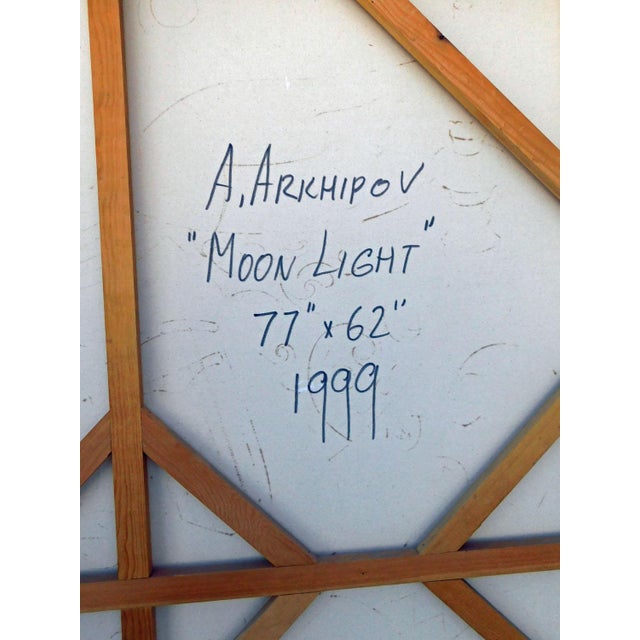 A. ARKHIPOV
"MOON LIGHT"
77" x 62"
1999